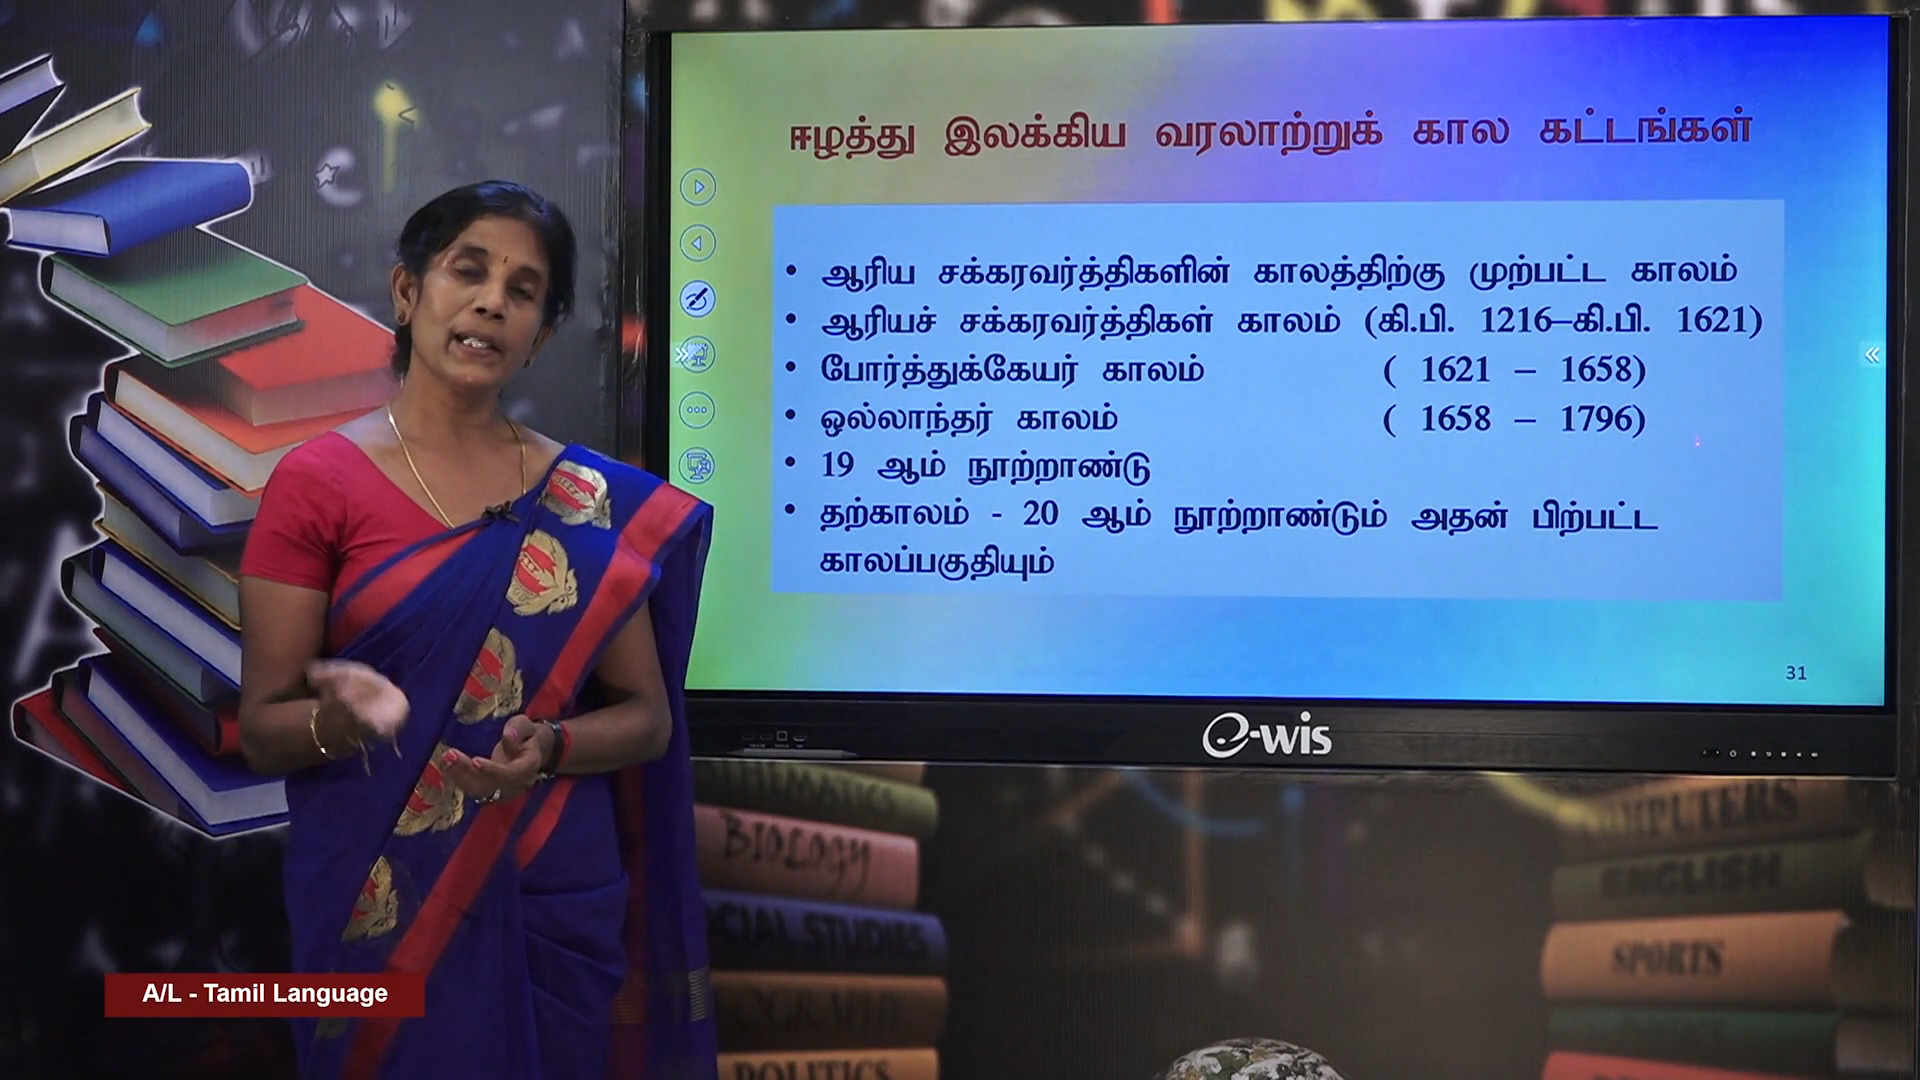 ஈழத்து இலக்கிய வரலாற்றுக் கால கட்டங்கள்
• ஆரிய சக்கரவர்த்திகளின் காலத்திற்கு முற்பட்ட காலம்
• ஆரியச் சக்கரவர்த்திகள் காலம் (கி.பி. 1216–கி.பி. 1621)
• போர்த்துக்கேயர் காலம் ( 1621 – 1658)
• ஒல்லாந்தர் காலம் ( 1658 – 1796)
• 19 ஆம் நூற்றாண்டு
• தற்காலம் - 20 ஆம் நூற்றாண்டும் அதன் பிற்பட்ட
காலப்பகுதியும்
31
e-wis
MATHEMATICS
BIOLOGY
SOCIAL STUDIES
POLITICS
COMPUTERS
ENGLISH
SPORTS
A/L - Tamil Language